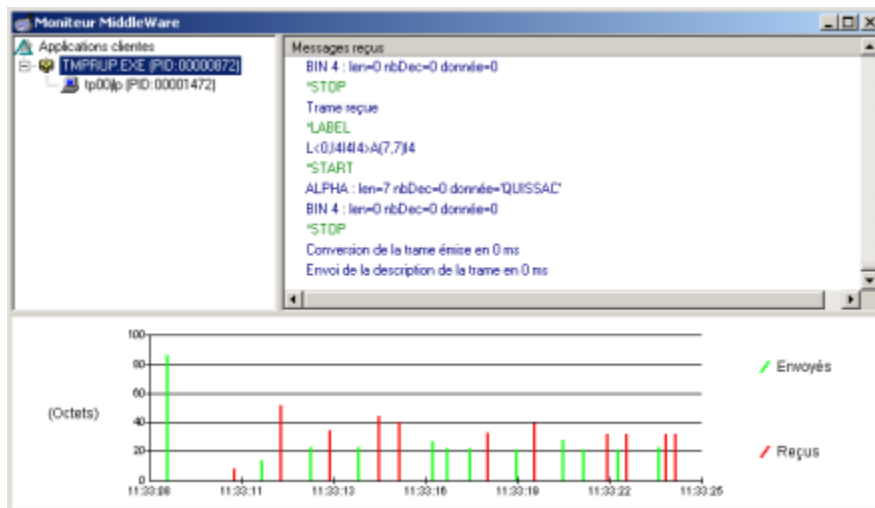 Moniteur MiddleWare
Applications clientes
TMPRUP.EXE (PID:00000872)
tp00jlp (PID:00001472)
Messages reçus
BIN 4 : len=0 nbDec=0 donnée=0
*STOP
Trame reçue
*LABEL
L<0,I4I4I4>A(7,7)I4
*START
ALPHA : len=7 nbDec=0 donnée='QUISSAC'
BIN 4 : len=0 nbDec=0 donnée=0
*STOP
Conversion de la trame émise en 0 ms
Envoi de la description de la trame en 0 ms
100
80
60
40
20
0
(Octets)
11:33:08
11:33:11
11:33:13
11:33:16
11:33:19
11:33:22
11:33:25
Envoyés
Reçus